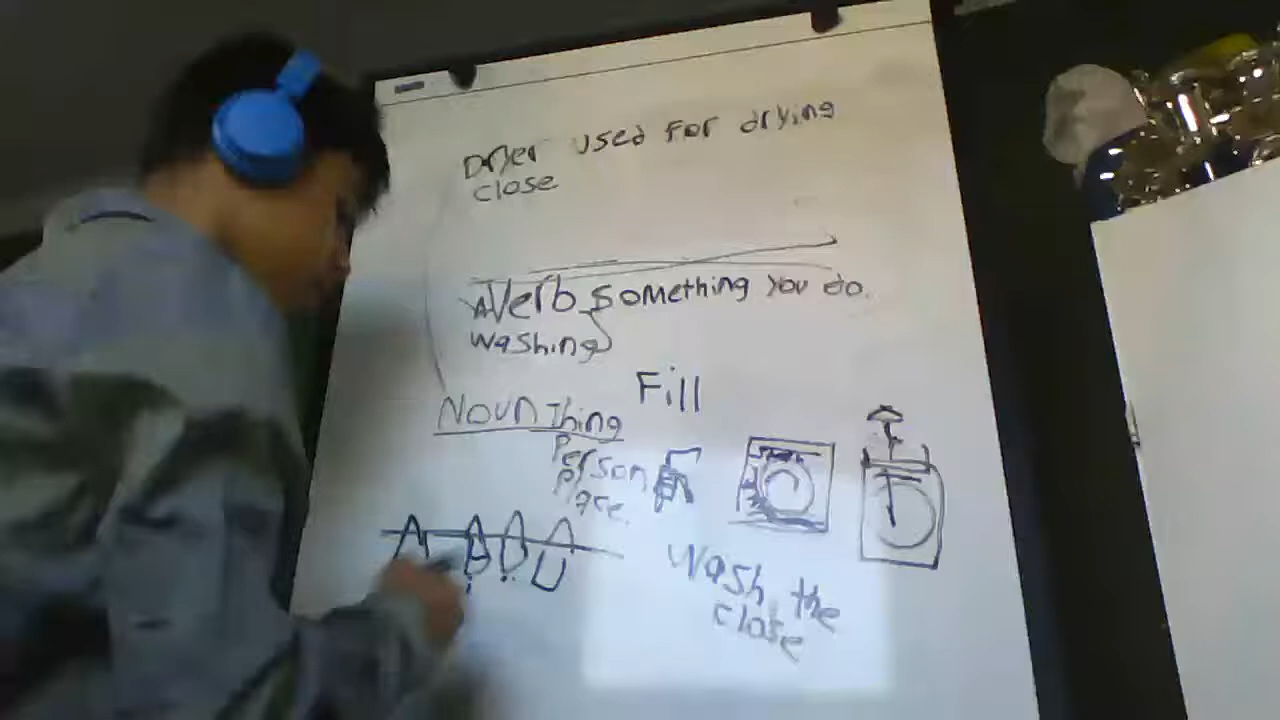 Dryer used for drying
close
Verb something you do.
washing
Fill
Noun Thing
Person
Place.
Wash the
close